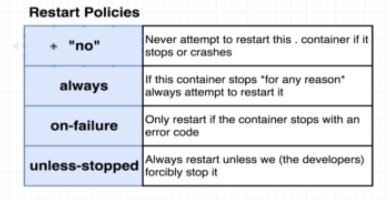 Restart Policies
+ "no"
Never attempt to restart this . container if it
stops or crashes
always
If this container stops *for any reason*
always attempt to restart it
on-failure
Only restart if the container stops with an
error code
unless-stopped
Always restart unless we (the developers)
forcibly stop it